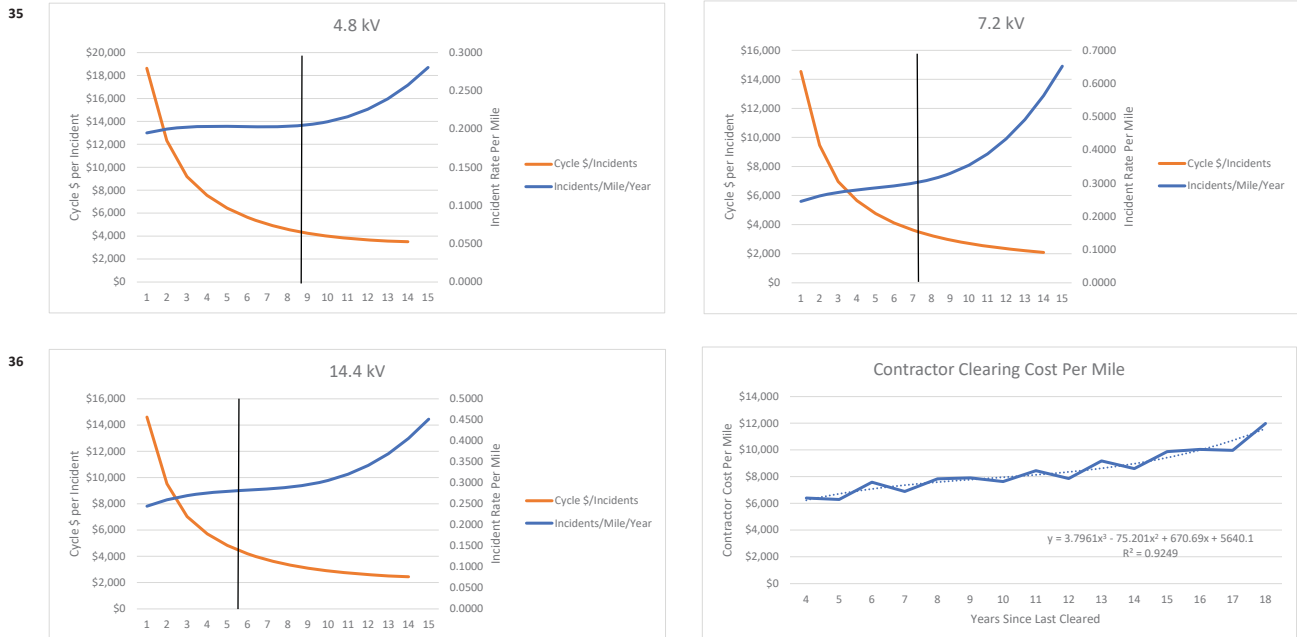 35
4.8 kV
$20,000
$18,000
$16,000
$14,000
$12,000
$10,000
$8,000
$6,000
$4,000
$2,000
$0
Cycle $ per Incident
0.3000
0.2500
0.2000
0.1500
0.1000
0.0500
0.0000
Incident Rate Per Mile
1 2 3 4 5 6 7 8 9 10 11 12 13 14 15
Cycle $/Incidents
Incidents/Mile/Year
7.2 kV
$16,000
$14,000
$12,000
$10,000
$8,000
$6,000
$4,000
$2,000
$0
Cycle $ per Incident
0.7000
0.6000
0.5000
0.4000
0.3000
0.2000
0.1000
0.0000
Incident Rate Per Mile
1 2 3 4 5 6 7 8 9 10 11 12 13 14 15
Cycle $/Incidents
Incidents/Mile/Year
36
14.4 kV
$16,000
$14,000
$12,000
$10,000
$8,000
$6,000
$4,000
$2,000
$0
Cycle $ per Incident
0.5000
0.4500
0.4000
0.3500
0.3000
0.2500
0.2000
0.1500
0.1000
0.0500
0.0000
Incident Rate Per Mile
1 2 3 4 5 6 7 8 9 10 11 12 13 14 15
Cycle $/Incidents
Incidents/Mile/Year
Contractor Clearing Cost Per Mile
$14,000
$12,000
$10,000
$8,000
$6,000
$4,000
$2,000
$0
Contractor Cost Per Mile
y = 3.7961x³ - 75.201x² + 670.69x + 5640.1
R² = 0.9249
4 5 6 7 8 9 10 11 12 13 14 15 16 17 18
Years Since Last Cleared